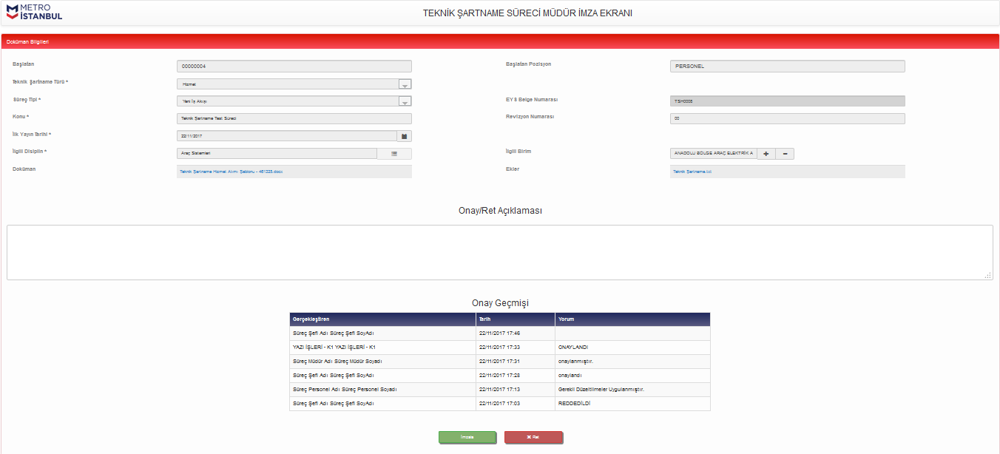 METRO
İSTANBUL
TEKNİK ŞARTNAME SÜRECİ MÜDÜR İMZA EKRANI
Doküman Bilgileri
Başlatan 00000004 Başlatan Pozisyon PERSONEL
Teknik Şartname Türü * Hizmet
Süreç Tipi * Yeni İş Akışı EYS Belge Numarası TSH0005
Konu * Teknik Şartname Test Süreci Revizyon Numarası 00
İlk Yayın Tarihi * 22/11/2017
İlgili Disiplin * Araç Sistemleri İlgili Birim ANADOLU BÖLGE ARAÇ ELEKTRİK A
Doküman Teknik Şartname Hizmet Alımı Şablonu - 461325.docx Ekler Teknik Şartname.txt
Onay/Ret Açıklaması
Onay Geçmişi
Gerçekleştiren Tarih Yorum
Süreç Şefi Adı Süreç Şefi SoyAdı 22/11/2017 17:46
YAZI İŞLERİ - K1 YAZI İŞLERİ - K1 22/11/2017 17:33 ONAYLANDI
Süreç Müdür Adı Süreç Müdür Soyadı 22/11/2017 17:31 onaylanmıştır.
Süreç Şefi Adı Süreç Şefi SoyAdı 22/11/2017 17:28 onaylandı
Süreç Personel Adı Süreç Personel Soyadı 22/11/2017 17:13 Gerekli Düzeltilmeler Uygulanmıştır.
Süreç Şefi Adı Süreç Şefi SoyAdı 22/11/2017 17:03 REDDEDİLDİ
İmzala Ret